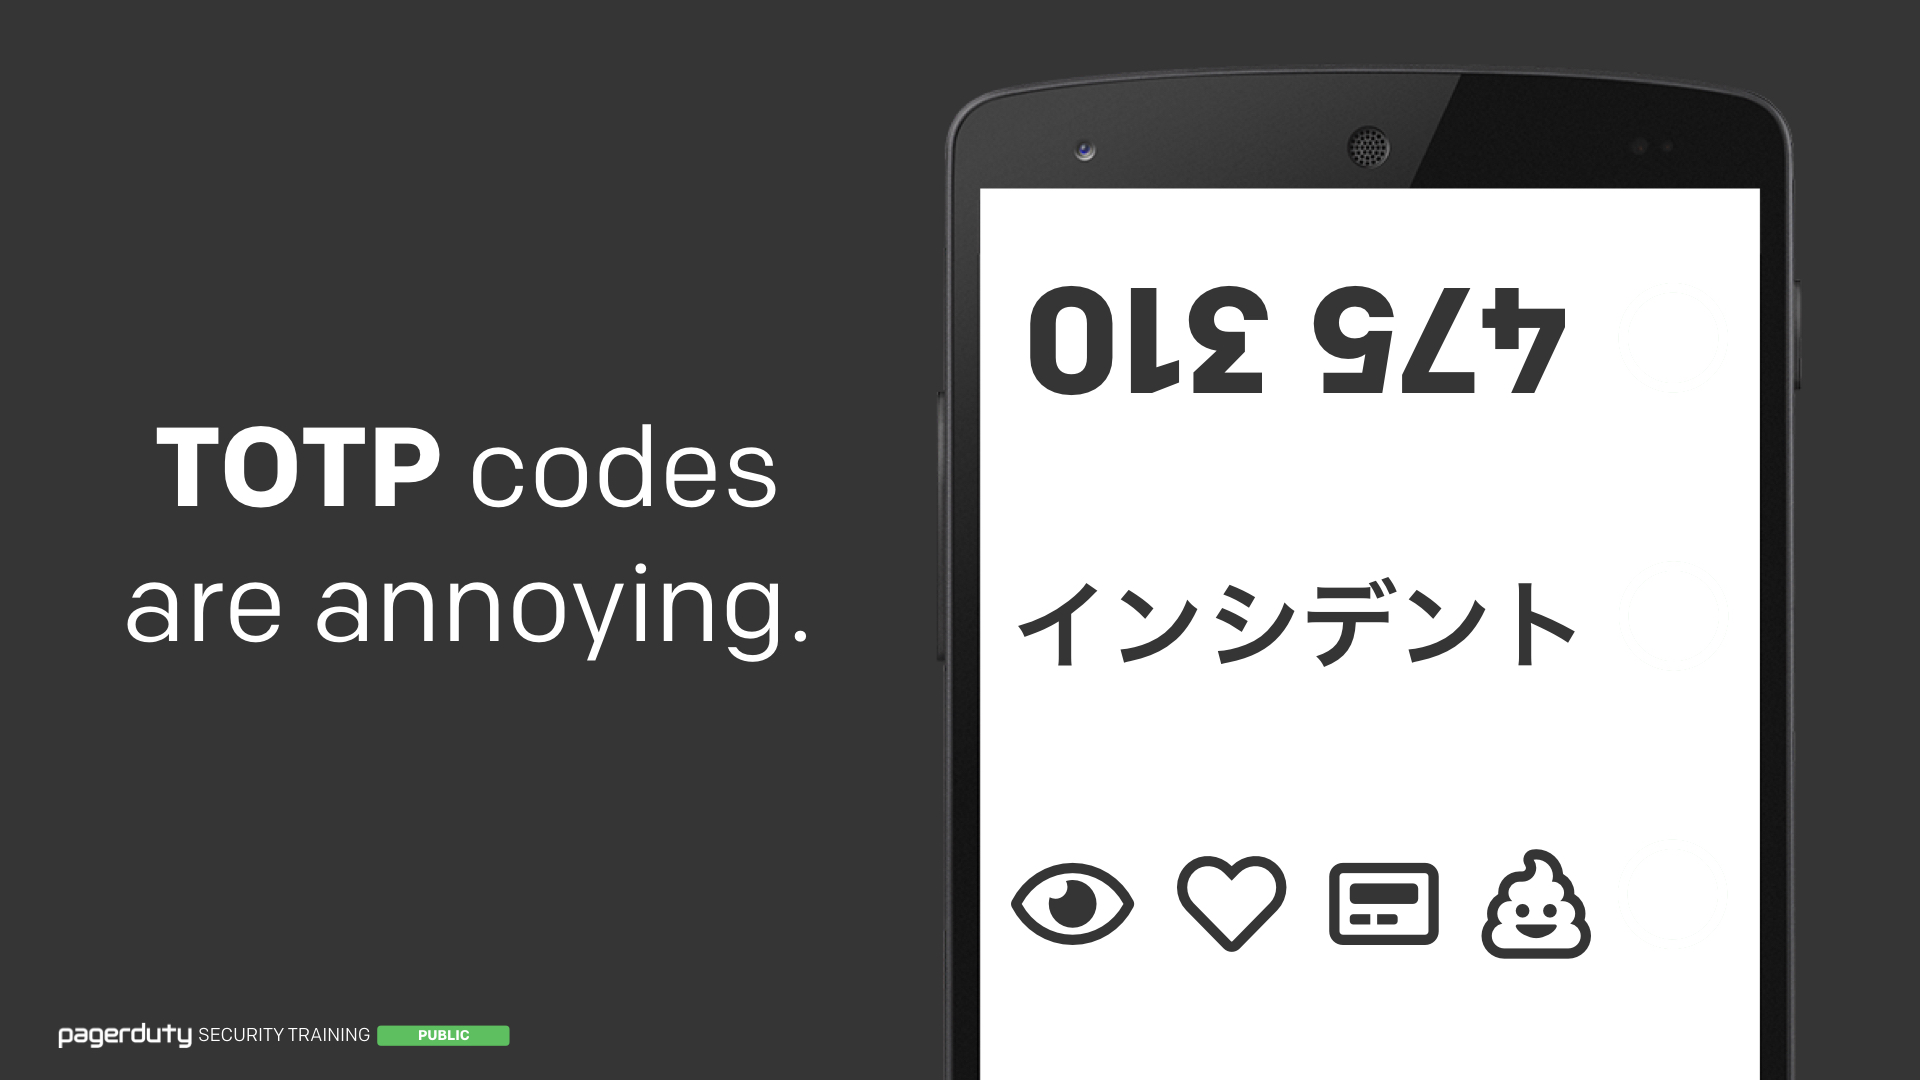 TOTP codes
are annoying.
475 310
インシデント
pagerduty SECURITY TRAINING PUBLIC